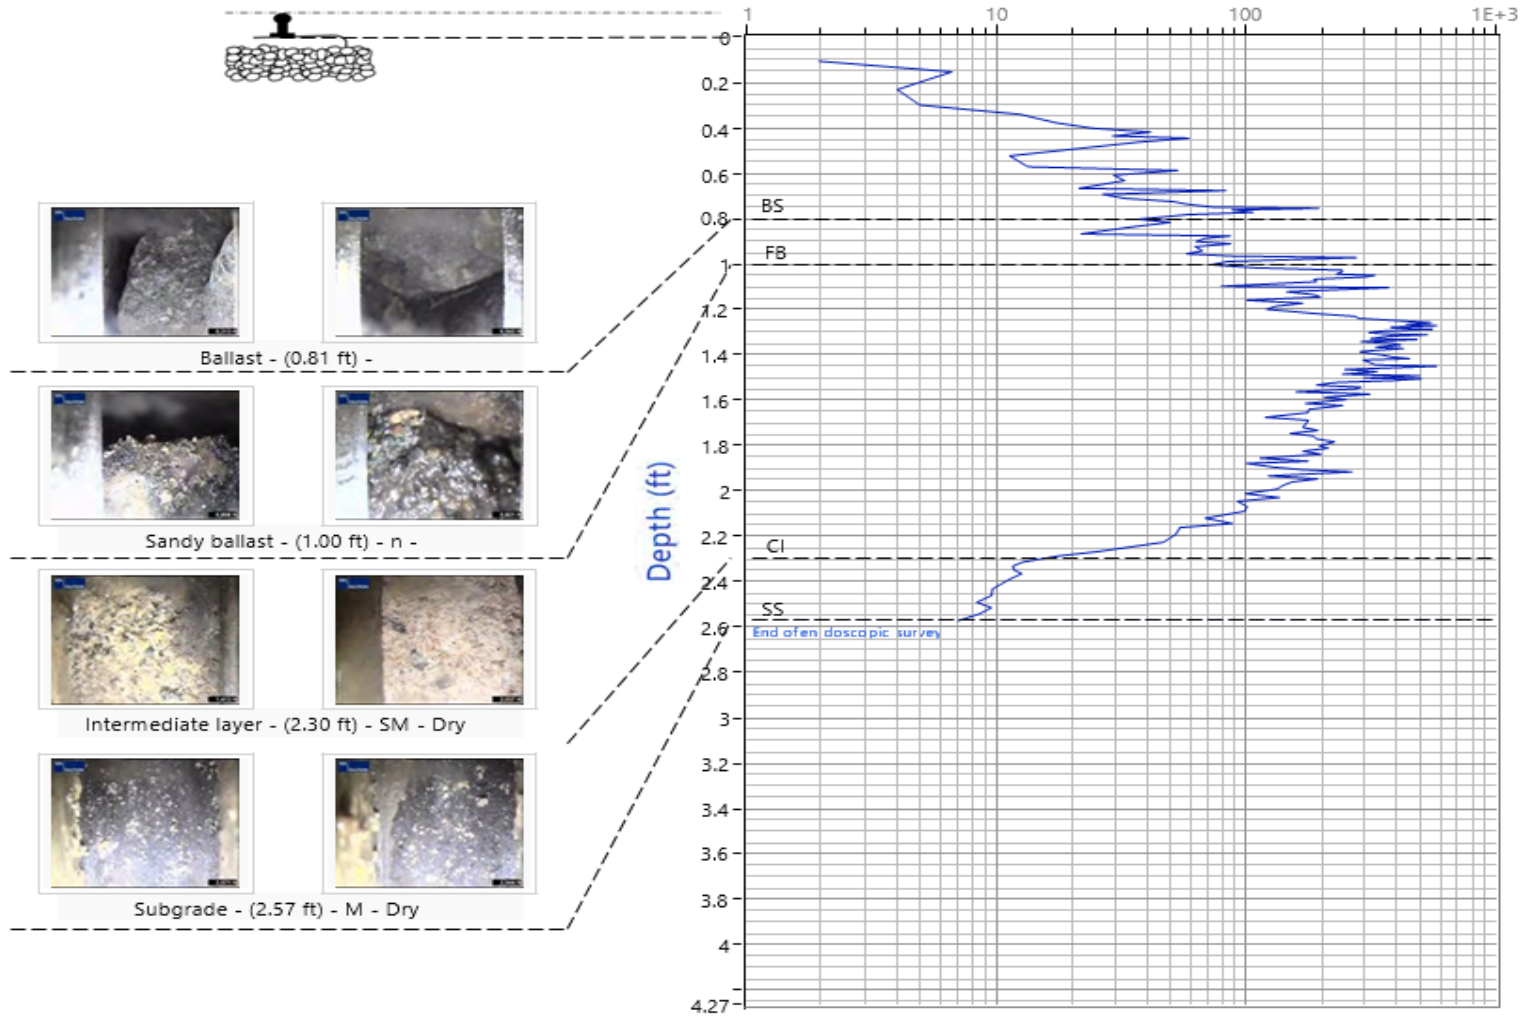 1 10 100 1E+3
0
0.2
0.4
0.6
BS
0.8
FB
1
1.2
Ballast - (0.81 ft) -
1.4
1.6
1.8
Depth (ft)
2
Sandy ballast - (1.00 ft) - n -
2.2
CI
2.4
SS
2.6
End of en doscopic survey
2.8
Intermediate layer - (2.30 ft) - SM - Dry
3
3.2
3.4
3.6
3.8
Subgrade - (2.57 ft) - M - Dry
4
4.27